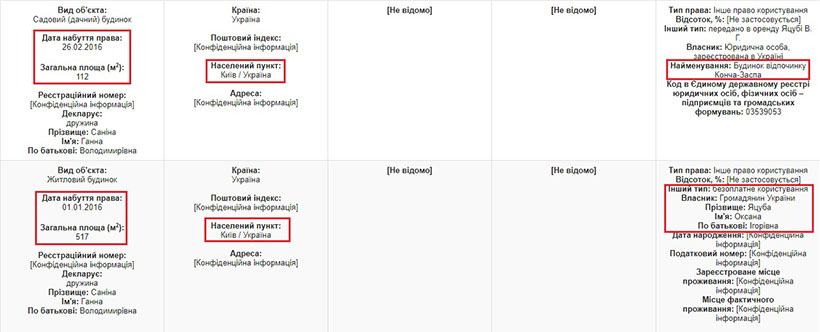 Вид об'єкта:
Садовий (дачний) будинок
Дата набуття права:
26.02.2016
Загальна площа (м²):
112
Реєстраційний номер:
[Конфіденційна інформація]
Декларує:
дружина
Прізвище: Саніна
Ім'я: Ганна
По батькові: Володимирівна
Країна:
Україна
Поштовий індекс:
[Конфіденційна інформація]
Населений пункт:
Київ / Україна
Адреса:
[Конфіденційна інформація]
[Не відомо]
[Не відомо]
Тип права: Інше право користування
Відсоток, %: [Не застосовується]
Інший тип: передано в оренду Яцубі В.
Г.
Власник: Юридична особа,
зареєстрована в Україні
Найменування: Будинок відпочинку
Конча-Заспа
Код в Єдиному державному реєстрі
юридичних осіб, фізичних осіб –
підприємців та громадських
формувань: 03539053
Вид об'єкта:
Житловий будинок
Дата набуття права:
01.01.2016
Загальна площа (м²):
517
Реєстраційний номер:
[Конфіденційна інформація]
Декларує:
дружина
Прізвище: Саніна
Ім'я: Ганна
По батькові: Володимирівна
Країна:
Україна
Поштовий індекс:
[Конфіденційна інформація]
Населений пункт:
Київ / Україна
Адреса:
[Конфіденційна інформація]
[Не відомо]
[Не відомо]
Тип права: Інше право користування
Відсоток, %: [Не застосовується]
Інший тип: безоплатне користування
Власник: Громадянин України
Прізвище: Яцуба
Ім'я: Оксана
По батькові: Ігорівна
Дата народження: [Конфіденційна
інформація]
Податковий номер: [Конфіденційна
інформація]
Зареєстроване місце
проживання: [Конфіденційна
інформація]
Місце фактичного
проживання: [Конфіденційна
інформація]